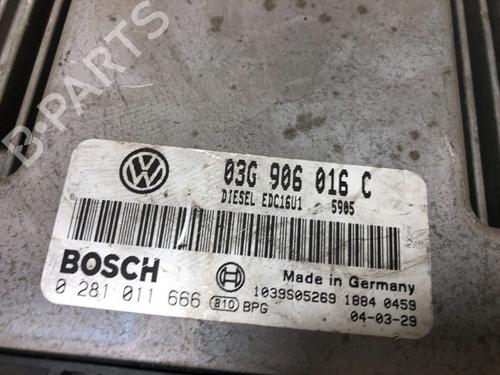 B-PARTS
03G 906 016 C
DIESEL EDC16U1 5905
BOSCH
0 281 011 666 B10 BPG
Made in Germany
1039S05269 1884 0459
04-03-29